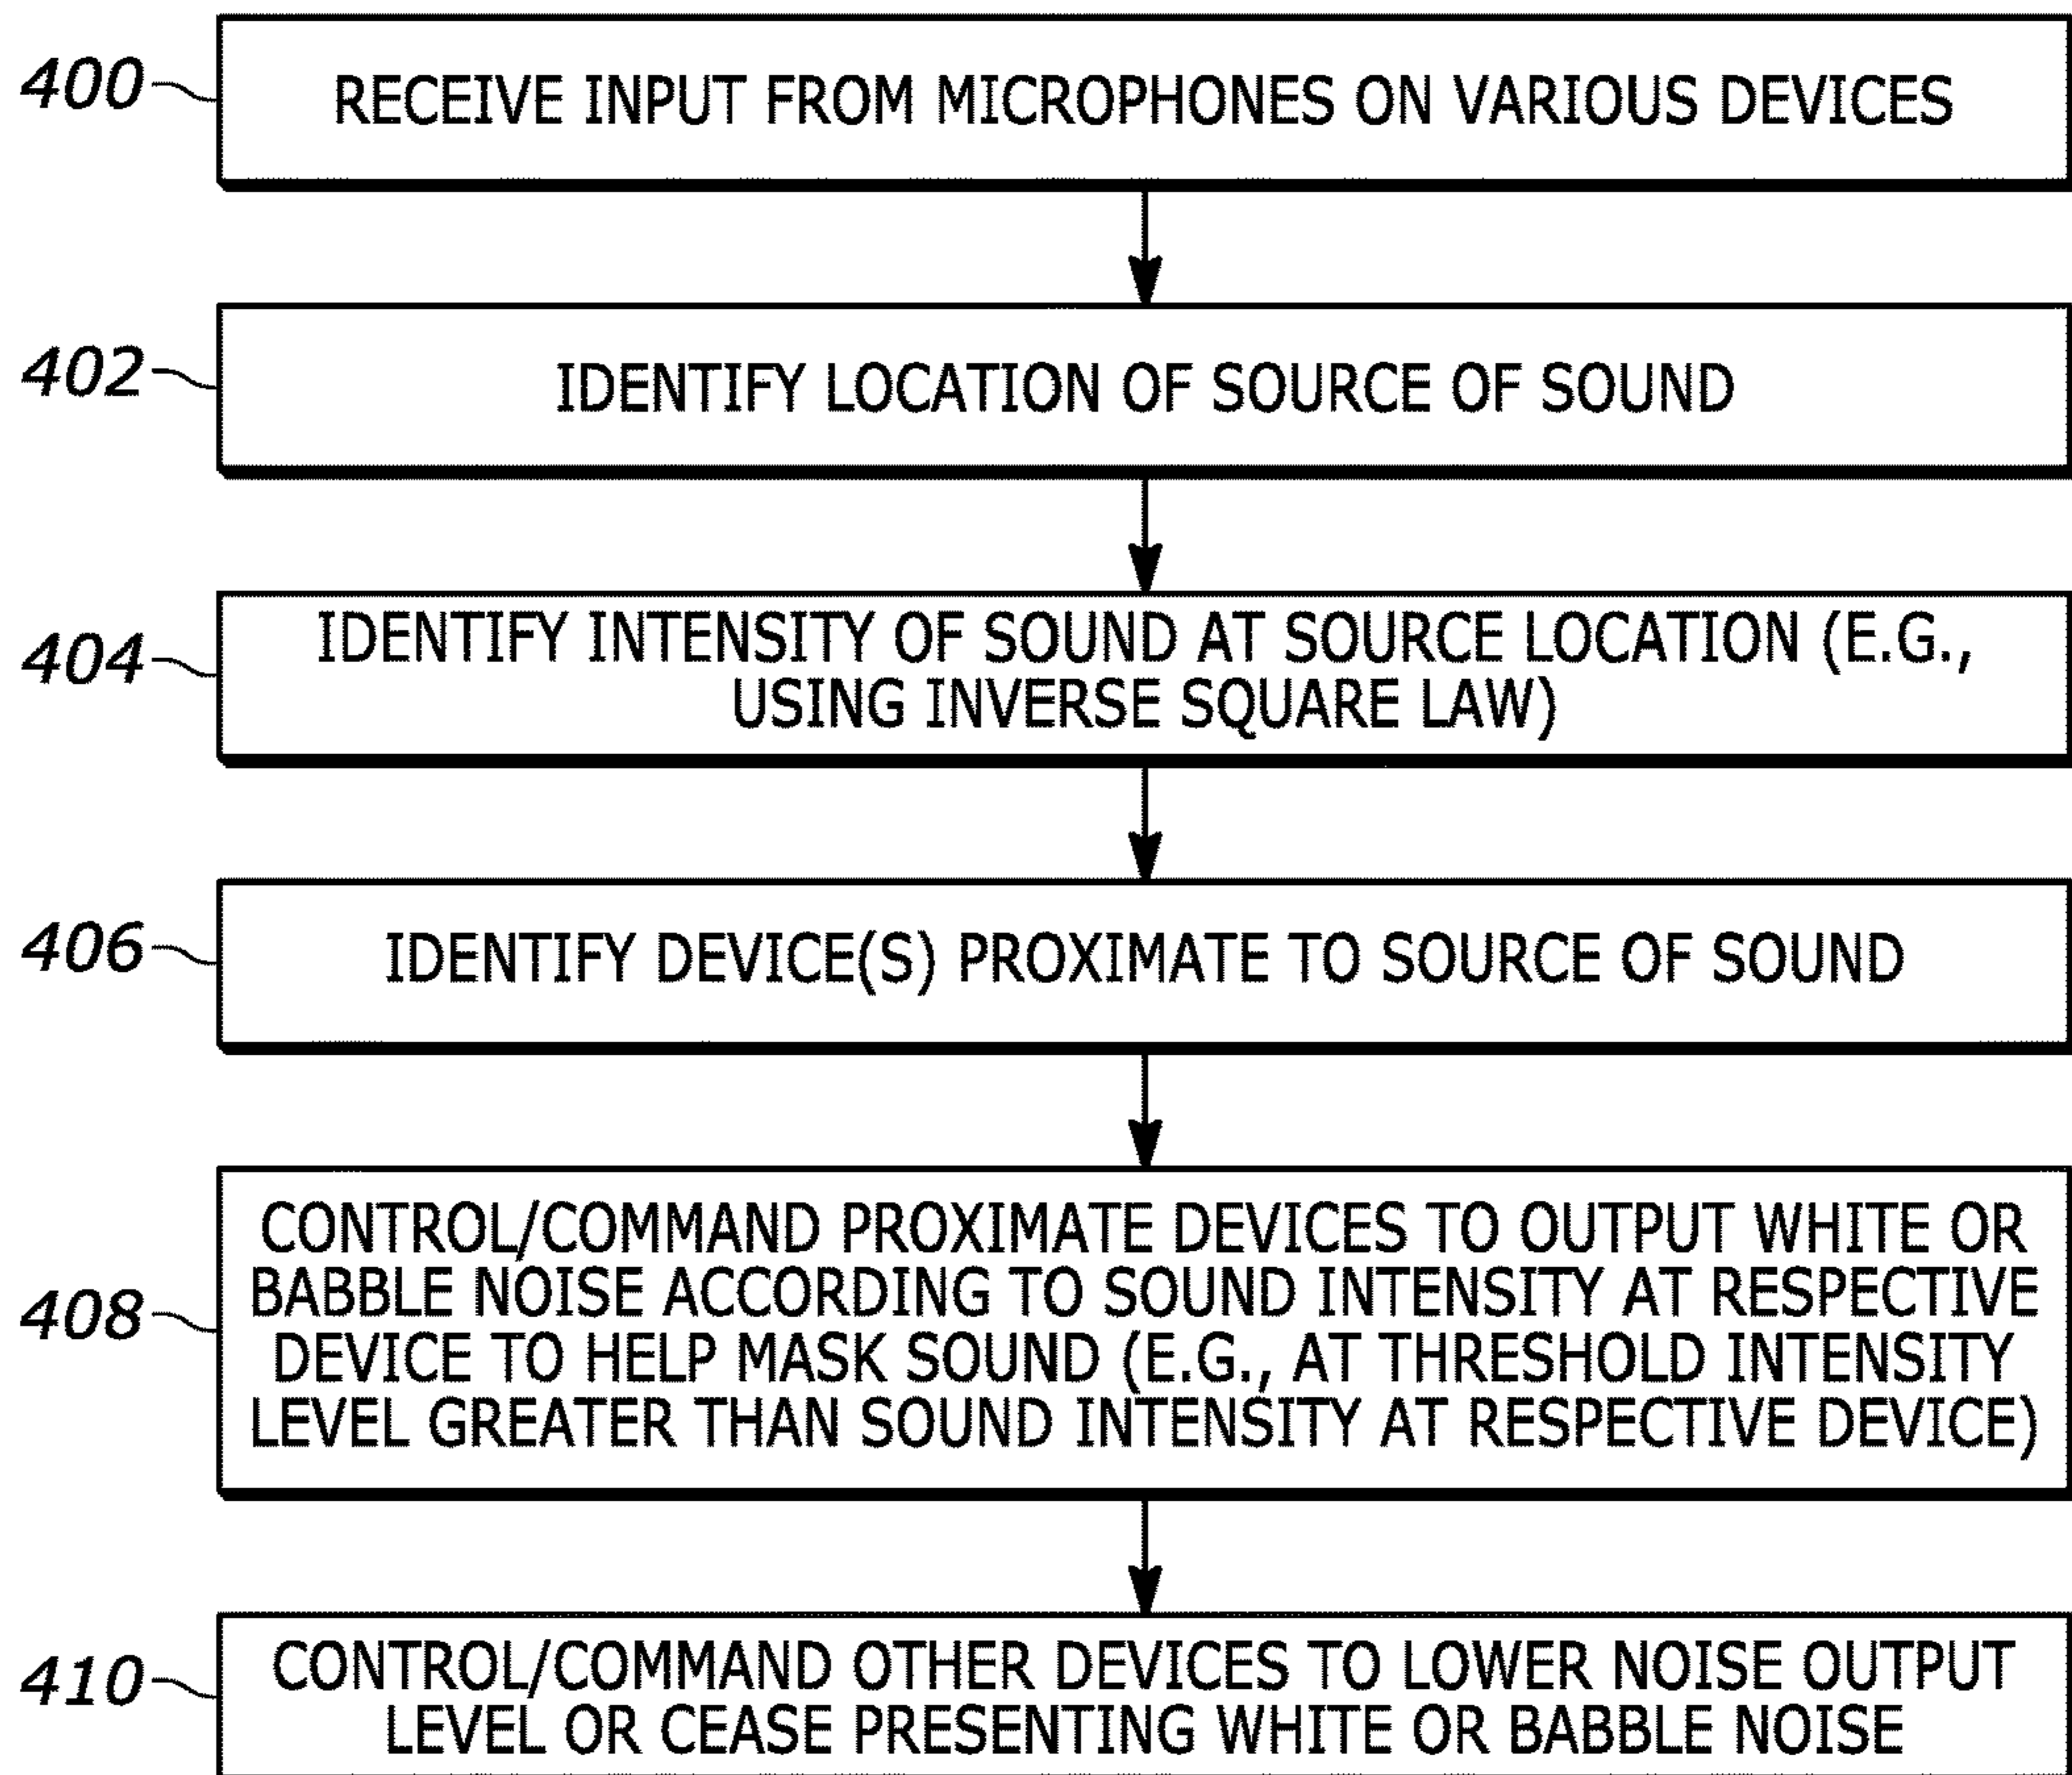 400
RECEIVE INPUT FROM MICROPHONES ON VARIOUS DEVICES
402
IDENTIFY LOCATION OF SOURCE OF SOUND
404
IDENTIFY INTENSITY OF SOUND AT SOURCE LOCATION (E.G.,
USING INVERSE SQUARE LAW)
406
IDENTIFY DEVICE(S) PROXIMATE TO SOURCE OF SOUND
408
CONTROL/COMMAND PROXIMATE DEVICES TO OUTPUT WHITE OR
BABBLE NOISE ACCORDING TO SOUND INTENSITY AT RESPECTIVE
DEVICE TO HELP MASK SOUND (E.G., AT THRESHOLD INTENSITY
LEVEL GREATER THAN SOUND INTENSITY AT RESPECTIVE DEVICE)
410
CONTROL/COMMAND OTHER DEVICES TO LOWER NOISE OUTPUT
LEVEL OR CEASE PRESENTING WHITE OR BABBLE NOISE